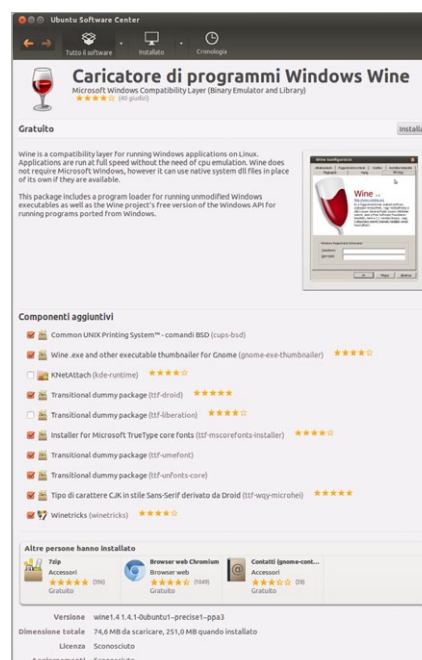 Ubuntu Software Center
Tutto il software
Installato
Cronologia
Caricatore di programmi Windows Wine
Microsoft Windows Compatibility Layer (Binary Emulator and Library)
(40 giudizi)
Gratuito
Installa
Wine is a compatibility layer for running Windows applications on Linux.
Applications are run at full speed without the need of cpu emulation. Wine does
not require Microsoft Windows, however it can use native system dll files in place
of its own if they are available.
This package includes a program loader for running unmodified Windows
executables as well as the Wine project's free version of the Windows API for
running programs ported from Windows.
Wine
Componenti aggiuntivi
Common UNIX Printing System™ - comandi BSD (cups-bsd)
Wine .exe and other executable thumbnailer for Gnome (gnome-exe-thumbnailer)
KNetAttach (kde-runtime)
Transitional dummy package (ttf-droid)
Transitional dummy package (ttf-liberation)
Installer for Microsoft TrueType core fonts (ttf-mscorefonts-installer)
Transitional dummy package (ttf-umefont)
Transitional dummy package (ttf-unfonts-core)
Tipo di carattere CJK in stile Sans-Serif derivato da Droid (ttf-wqy-microhei)
Winetricks (winetricks)
Altre persone hanno installato
7zip
Accessori
Gratuito
Browser web Chromium
Browser web
(1049)
Gratuito
Contatti (gnome-cont...
Accessori
Gratuito
Versione wine1.4 1.4.1-0ubuntu1~precise1~ppa3
Dimensione totale 74,6 MB da scaricare, 251,0 MB quando installato
Licenza Sconosciuto
Aggiornamenti Sconosciuto